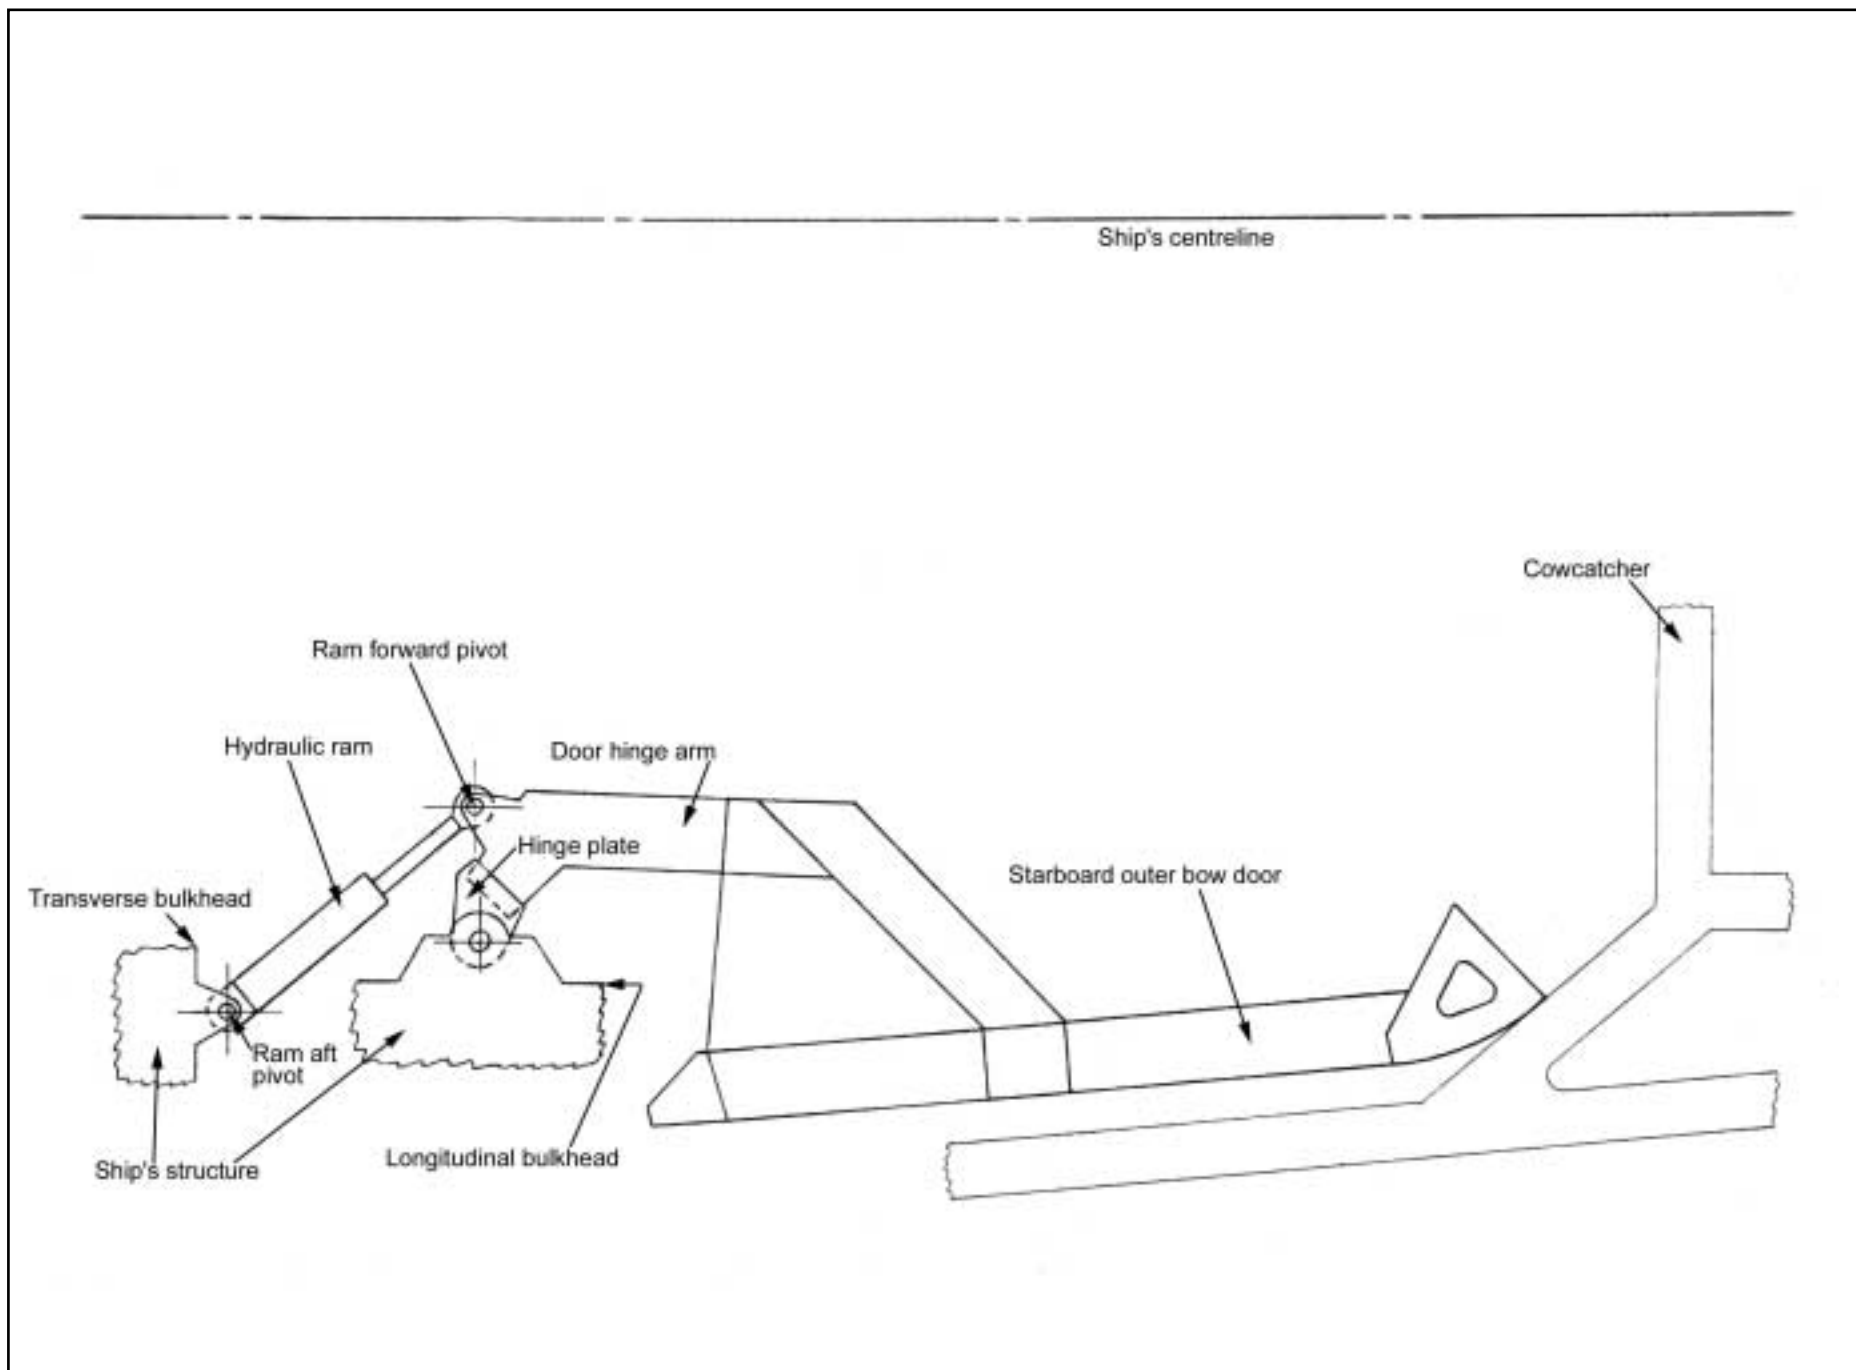 Ship's centreline
Cowcatcher
Ram forward pivot
Hydraulic ram
Door hinge arm
Hinge plate
Starboard outer bow door
Transverse bulkhead
Ram aft
pivot
Ship's structure
Longitudinal bulkhead